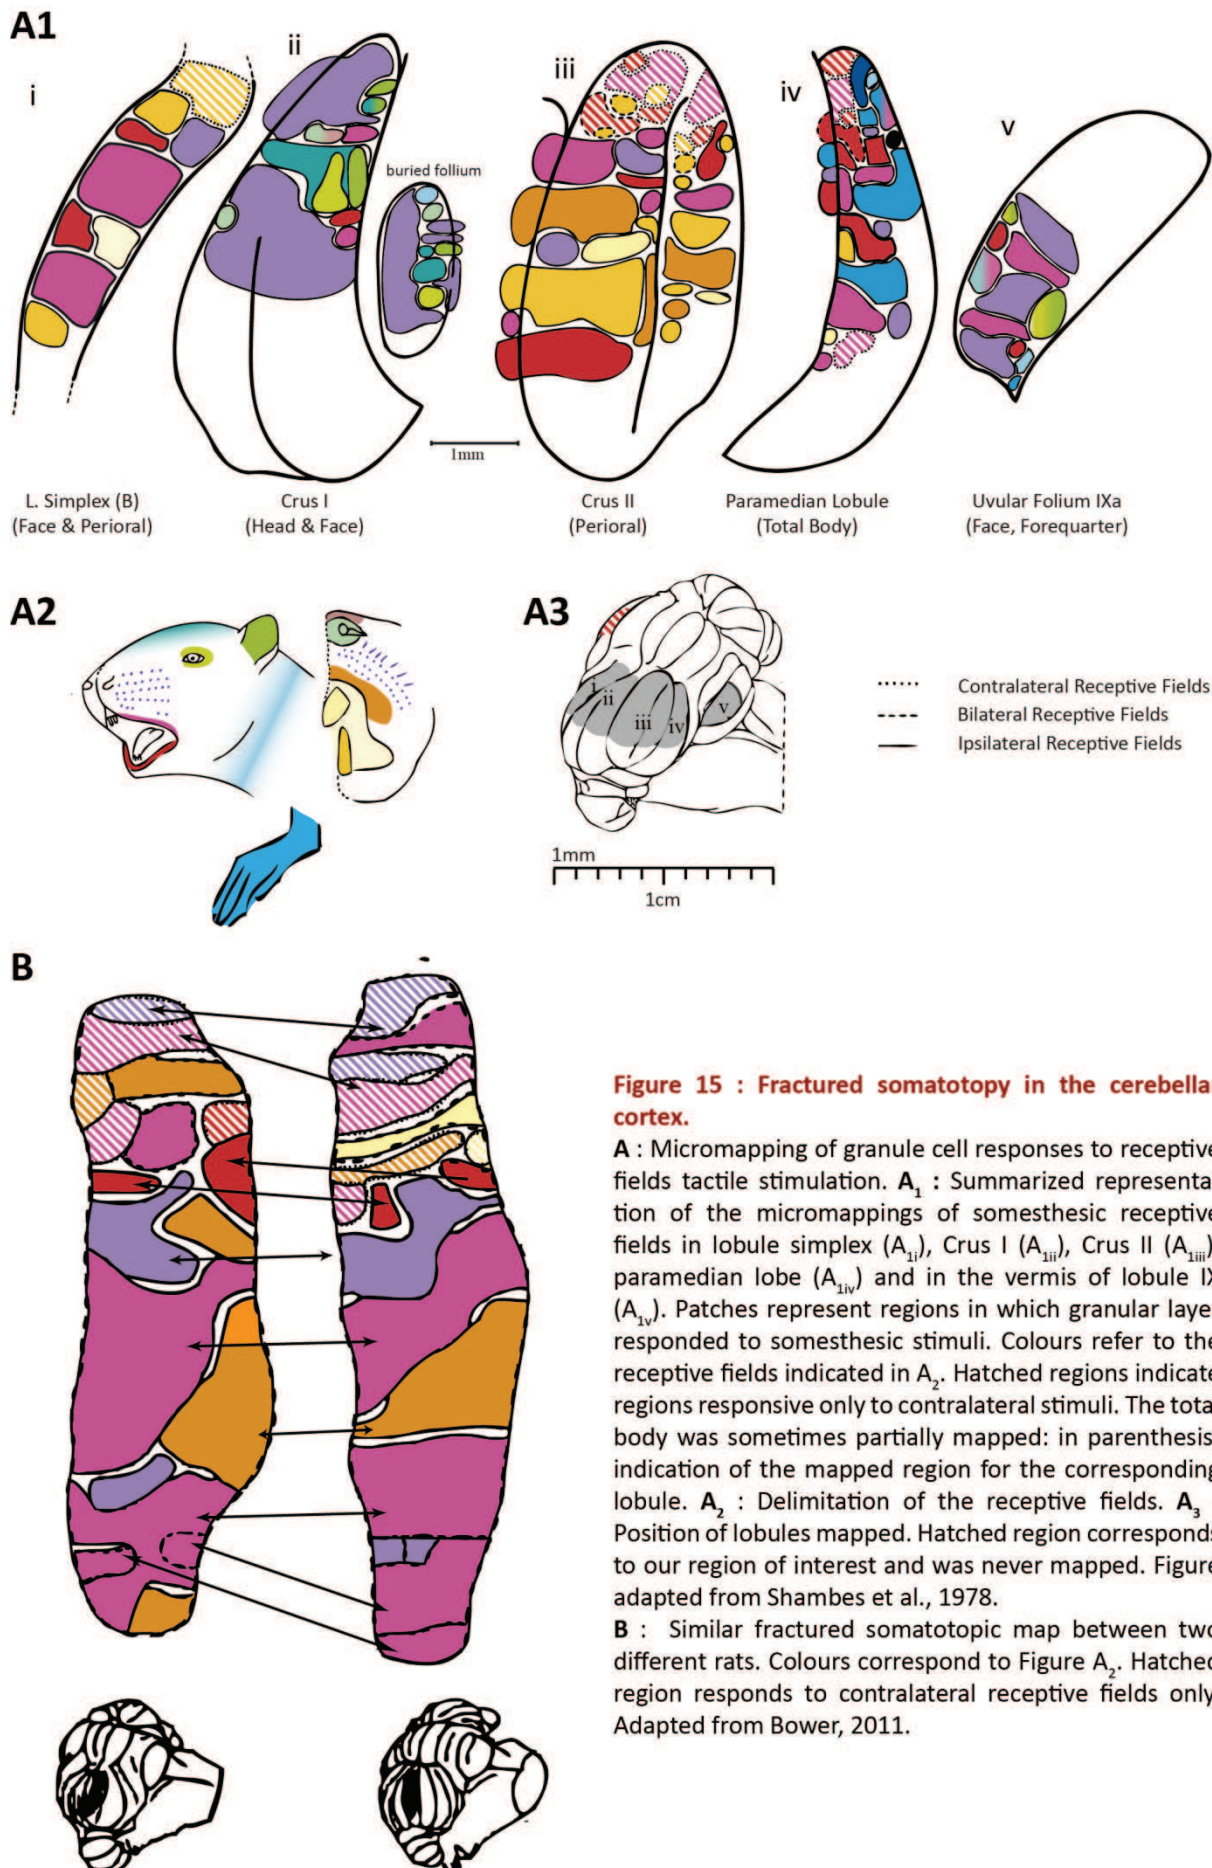 A1
i
ii
iii
iv
v
buried follium
1mm
L. Simplex (B)
(Face & Perioral)
Crus I
(Head & Face)
Crus II
(Perioral)
Paramedian Lobule
(Total Body)
Uvular Folium IXa
(Face, Forequarter)
A2
A3
i
ii
iii
iv
v
1mm
1cm
Contralateral Receptive Fields
Bilateral Receptive Fields
Ipsilateral Receptive Fields
B
Figure 15 : Fractured somatotopy in the cerebella
cortex.
A : Micromapping of granule cell responses to receptive
fields tactile stimulation. A1 : Summarized representa
tion of the micromappings of somesthesic receptive
fields in lobule simplex (A1i), Crus I (A1ii), Crus II (A1iii)
paramedian lobe (A1iv) and in the vermis of lobule IX
(A1v). Patches represent regions in which granular laye
responded to somesthesic stimuli. Colours refer to the
receptive fields indicated in A2. Hatched regions indicate
regions responsive only to contralateral stimuli. The tota
body was sometimes partially mapped: in parenthesis
indication of the mapped region for the corresponding
lobule. A2 : Delimitation of the receptive fields. A3
Position of lobules mapped. Hatched region corresponds
to our region of interest and was never mapped. Figure
adapted from Shambes et al., 1978.
B : Similar fractured somatotopic map between two
different rats. Colours correspond to Figure A2. Hatched
region responds to contralateral receptive fields only
Adapted from Bower, 2011.